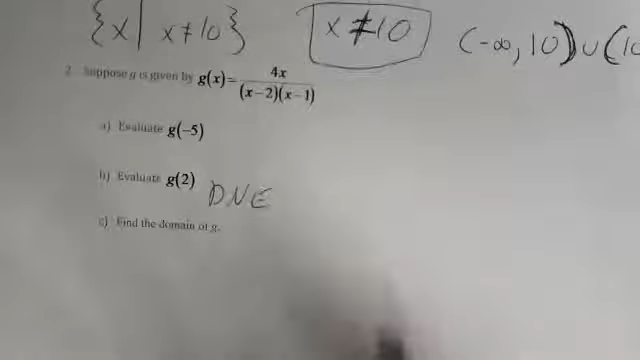 {x| x≠10} x≠10 (-∞, 10)∪(10
2. Suppose g is given by g(x)= 4x / (x−2)(x−1)
a) Evaluate g(−5)
b) Evaluate g(2) DNE
c) Find the domain of g.